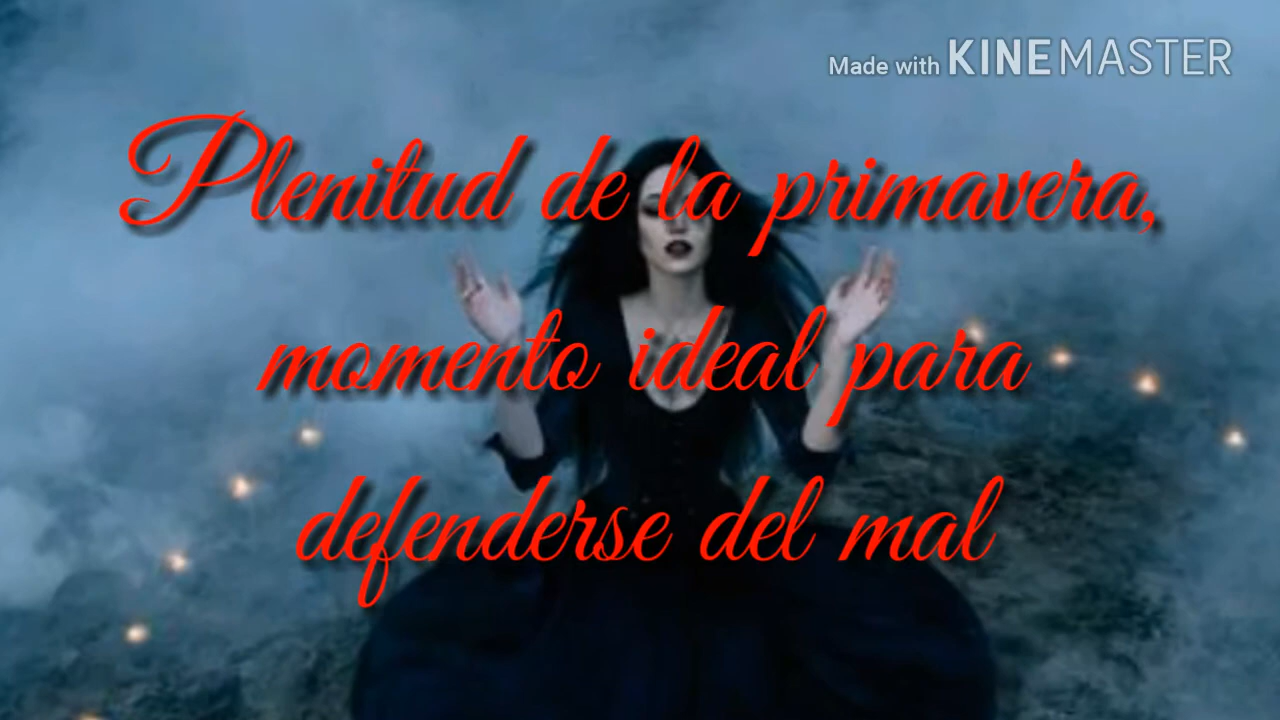 Made with KINEMASTER
Plenitud de la primavera,
momento ideal para
defenderse del mal